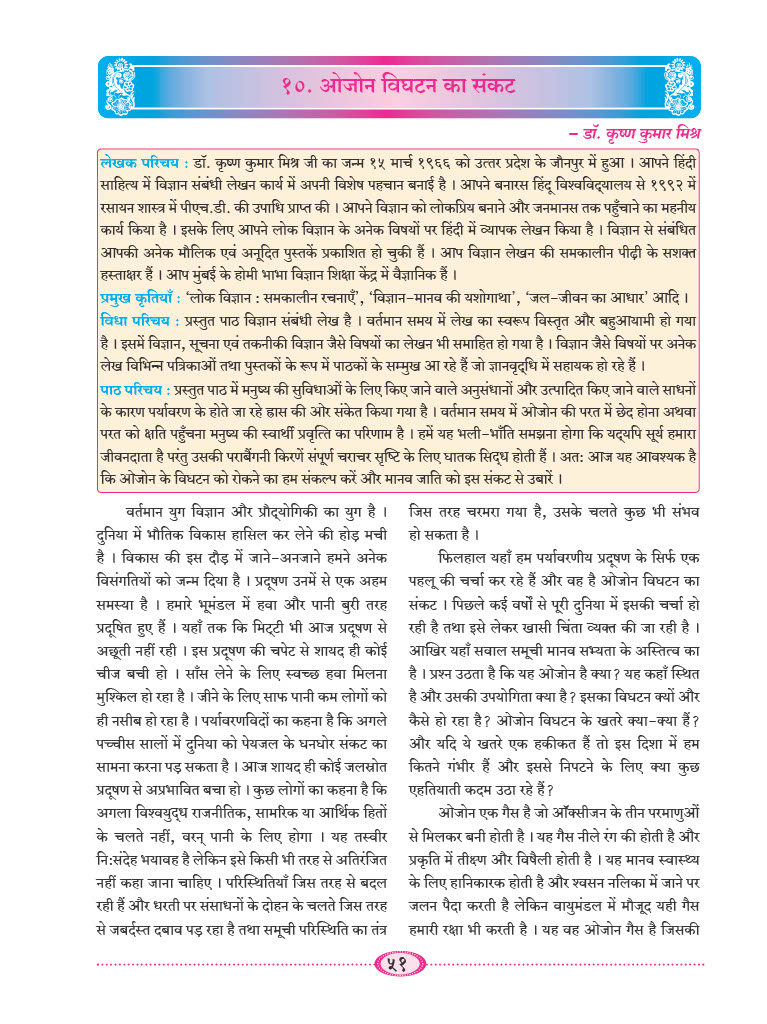 १०. ओजोन विघटन का संकट
– डॉ. कृष्ण कुमार मिश्र
लेखक परिचय : डॉ. कृष्ण कुमार मिश्र जी का जन्म १५ मार्च १९६६ को उत्तर प्रदेश के जौनपुर में हुआ । आपने हिंदी
साहित्य में विज्ञान संबंधी लेखन कार्य में अपनी विशेष पहचान बनाई है । आपने बनारस हिंदू विश्वविद्यालय से १९९२ में
रसायन शास्त्र में पीएच.डी. की उपाधि प्राप्त की । आपने विज्ञान को लोकप्रिय बनाने और जनमानस तक पहुँचाने का महनीय
कार्य किया है । इसके लिए आपने लोक विज्ञान के अनेक विषयों पर हिंदी में व्यापक लेखन किया है । विज्ञान से संबंधित
आपकी अनेक मौलिक एवं अनूदित पुस्तकें प्रकाशित हो चुकी हैं । आप विज्ञान लेखन की समकालीन पीढ़ी के सशक्त
हस्ताक्षर हैं । आप मुंबई के होमी भाभा विज्ञान शिक्षा केंद्र में वैज्ञानिक हैं ।
प्रमुख कृतियाँ : ‘लोक विज्ञान : समकालीन रचनाएँ’, ‘विज्ञान-मानव की यशोगाथा’, ‘जल-जीवन का आधार’ आदि ।
विधा परिचय : प्रस्तुत पाठ विज्ञान संबंधी लेख है । वर्तमान समय में लेख का स्वरूप विस्तृत और बहुआयामी हो गया
है । इसमें विज्ञान, सूचना एवं तकनीकी विज्ञान जैसे विषयों का लेखन भी समाहित हो गया है । विज्ञान जैसे विषयों पर अनेक
लेख विभिन्न पत्रिकाओं तथा पुस्तकों के रूप में पाठकों के सम्मुख आ रहे हैं जो ज्ञानवृद्धि में सहायक हो रहे हैं ।
पाठ परिचय : प्रस्तुत पाठ में मनुष्य की सुविधाओं के लिए किए जाने वाले अनुसंधानों और उत्पादित किए जाने वाले साधनों
के कारण पर्यावरण के होते जा रहे ह्रास की ओर संकेत किया गया है । वर्तमान समय में ओजोन की परत में छेद होना अथवा
परत को क्षति पहुँचना मनुष्य की स्वार्थी प्रवृत्ति का परिणाम है । हमें यह भली-भाँति समझना होगा कि यद्यपि सूर्य हमारा
जीवनदाता है परंतु उसकी पराबैंगनी किरणें संपूर्ण चराचर सृष्टि के लिए घातक सिद्ध होती हैं । अत: आज यह आवश्यक है
कि ओजोन के विघटन को रोकने का हम संकल्प करें और मानव जाति को इस संकट से उबारें ।
वर्तमान युग विज्ञान और प्रौद्योगिकी का युग है ।
दुनिया में भौतिक विकास हासिल कर लेने की होड़ मची
है । विकास की इस दौड़ में जाने-अनजाने हमने अनेक
विसंगतियों को जन्म दिया है । प्रदूषण उनमें से एक अहम
समस्या है । हमारे भूमंडल में हवा और पानी बुरी तरह
प्रदूषित हुए हैं । यहाँ तक कि मिट्टी भी आज प्रदूषण से
अछूती नहीं रही । इस प्रदूषण की चपेट से शायद ही कोई
चीज बची हो । साँस लेने के लिए स्वच्छ हवा मिलना
मुश्किल हो रहा है । जीने के लिए साफ पानी कम लोगों को
ही नसीब हो रहा है । पर्यावरणविदों का कहना है कि अगले
पच्चीस सालों में दुनिया को पेयजल के घनघोर संकट का
सामना करना पड़ सकता है । आज शायद ही कोई जलस्रोत
प्रदूषण से अप्रभावित बचा हो । कुछ लोगों का कहना है कि
अगला विश्वयुद्ध राजनीतिक, सामरिक या आर्थिक हितों
के चलते नहीं, वरन् पानी के लिए होगा । यह तस्वीर
नि:संदेह भयावह है लेकिन इसे किसी भी तरह से अतिरंजित
नहीं कहा जाना चाहिए । परिस्थितियाँ जिस तरह से बदल
रही हैं और धरती पर संसाधनों के दोहन के चलते जिस तरह
से जबर्दस्त दबाव पड़ रहा है तथा समूची परिस्थिति का तंत्र
जिस तरह चरमरा गया है, उसके चलते कुछ भी संभव
हो सकता है ।
फिलहाल यहाँ हम पर्यावरणीय प्रदूषण के सिर्फ एक
पहलू की चर्चा कर रहे हैं और वह है ओजोन विघटन का
संकट । पिछले कई वर्षों से पूरी दुनिया में इसकी चर्चा हो
रही है तथा इसे लेकर खासी चिंता व्यक्त की जा रही है ।
आखिर यहाँ सवाल समूची मानव सभ्यता के अस्तित्व का
है । प्रश्न उठता है कि यह ओजोन है क्या? यह कहाँ स्थित
है और उसकी उपयोगिता क्या है? इसका विघटन क्यों और
कैसे हो रहा है? ओजोन विघटन के खतरे क्या-क्या हैं?
और यदि ये खतरे एक हकीकत हैं तो इस दिशा में हम
कितने गंभीर हैं और इससे निपटने के लिए क्या कुछ
एहतियाती कदम उठा रहे हैं?
ओजोन एक गैस है जो ऑक्सीजन के तीन परमाणुओं
से मिलकर बनी होती है । यह गैस नीले रंग की होती है और
प्रकृति में तीक्ष्ण और विषैली होती है । यह मानव स्वास्थ्य
के लिए हानिकारक होती है और श्वसन नलिका में जाने पर
जलन पैदा करती है लेकिन वायुमंडल में मौजूद यही गैस
हमारी रक्षा भी करती है । यह वह ओजोन गैस है जिसकी
५१